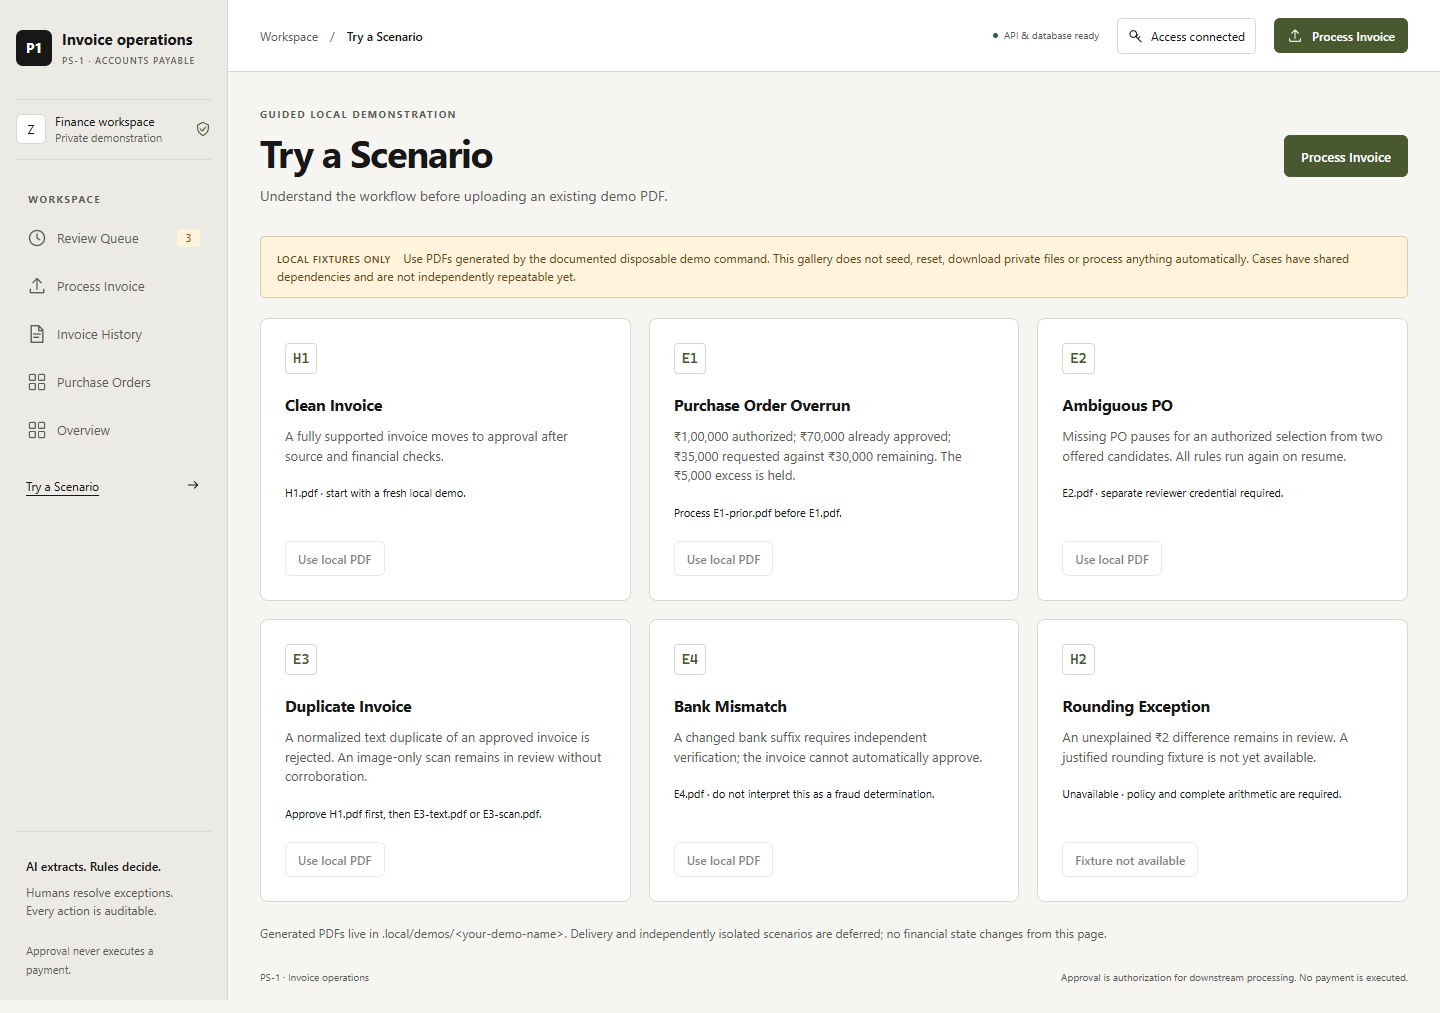 P1
Invoice operations
PS-1 · ACCOUNTS PAYABLE
Z
Finance workspace
Private demonstration
WORKSPACE
Review Queue 3
Process Invoice
Invoice History
Purchase Orders
Overview
Try a Scenario →
AI extracts. Rules decide.
Humans resolve exceptions.
Every action is auditable.
Approval never executes a
payment.
Workspace / Try a Scenario
API & database ready
Access connected
Process Invoice
GUIDED LOCAL DEMONSTRATION
Try a Scenario
Understand the workflow before uploading an existing demo PDF.
Process Invoice
LOCAL FIXTURES ONLY Use PDFs generated by the documented disposable demo command. This gallery does not seed, reset, download private files or process anything automatically. Cases have shared
dependencies and are not independently repeatable yet.
H1
Clean Invoice
A fully supported invoice moves to approval after
source and financial checks.
H1.pdf · start with a fresh local demo.
Use local PDF
E1
Purchase Order Overrun
₹1,00,000 authorized; ₹70,000 already approved;
₹35,000 requested against ₹30,000 remaining. The
₹5,000 excess is held.
Process E1-prior.pdf before E1.pdf.
Use local PDF
E2
Ambiguous PO
Missing PO pauses for an authorized selection from two
offered candidates. All rules run again on resume.
E2.pdf · separate reviewer credential required.
Use local PDF
E3
Duplicate Invoice
A normalized text duplicate of an approved invoice is
rejected. An image-only scan remains in review without
corroboration.
Approve H1.pdf first, then E3-text.pdf or E3-scan.pdf.
Use local PDF
E4
Bank Mismatch
A changed bank suffix requires independent
verification; the invoice cannot automatically approve.
E4.pdf · do not interpret this as a fraud determination.
Use local PDF
H2
Rounding Exception
An unexplained ₹2 difference remains in review. A
justified rounding fixture is not yet available.
Unavailable · policy and complete arithmetic are required.
Fixture not available
Generated PDFs live in .local/demos/<your-demo-name>. Delivery and independently isolated scenarios are deferred; no financial state changes from this page.
PS-1 · Invoice operations
Approval is authorization for downstream processing. No payment is executed.